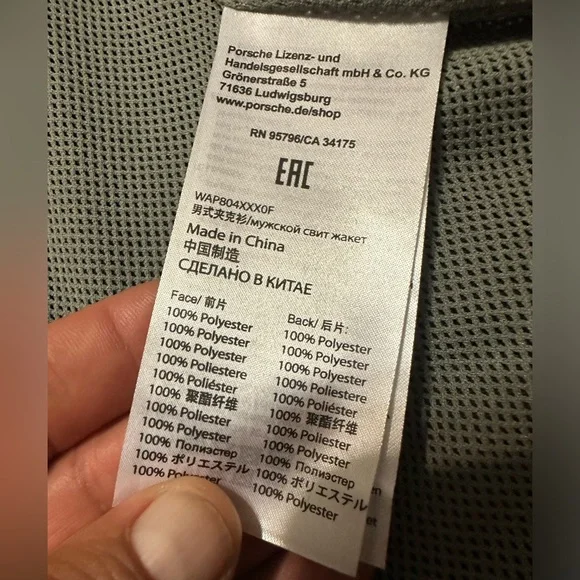 Porsche Lizenz- und
Handelsgesellschaft mbH & Co. KG
Grönerstraße 5
71636 Ludwigsburg
www.porsche.de/shop
RN 95796/CA 34175
EAC
WAP804XXX0F
男式夹克衫/мужской свит жакет
Made in China
中国制造
СДЕЛАНО В КИТАЕ
Face/ 前片
100% Polyester
100% Polyester
100% Polyester
100% Poliestere
100% Poliéster
100% 聚酯纤维
100% Poliester
100% Polyester
100% Полиэстер
100% ポリエステル
100% Polyester
Back/ 后片:
100% Polyester
100% Polyester
100% Polyester
100% Poliestere
100% Poliéster
100% 聚酯纤维
100% Poliester
100% Polyester
100% Полиэстер
100% ポリエステル
100% Polyester
en
et